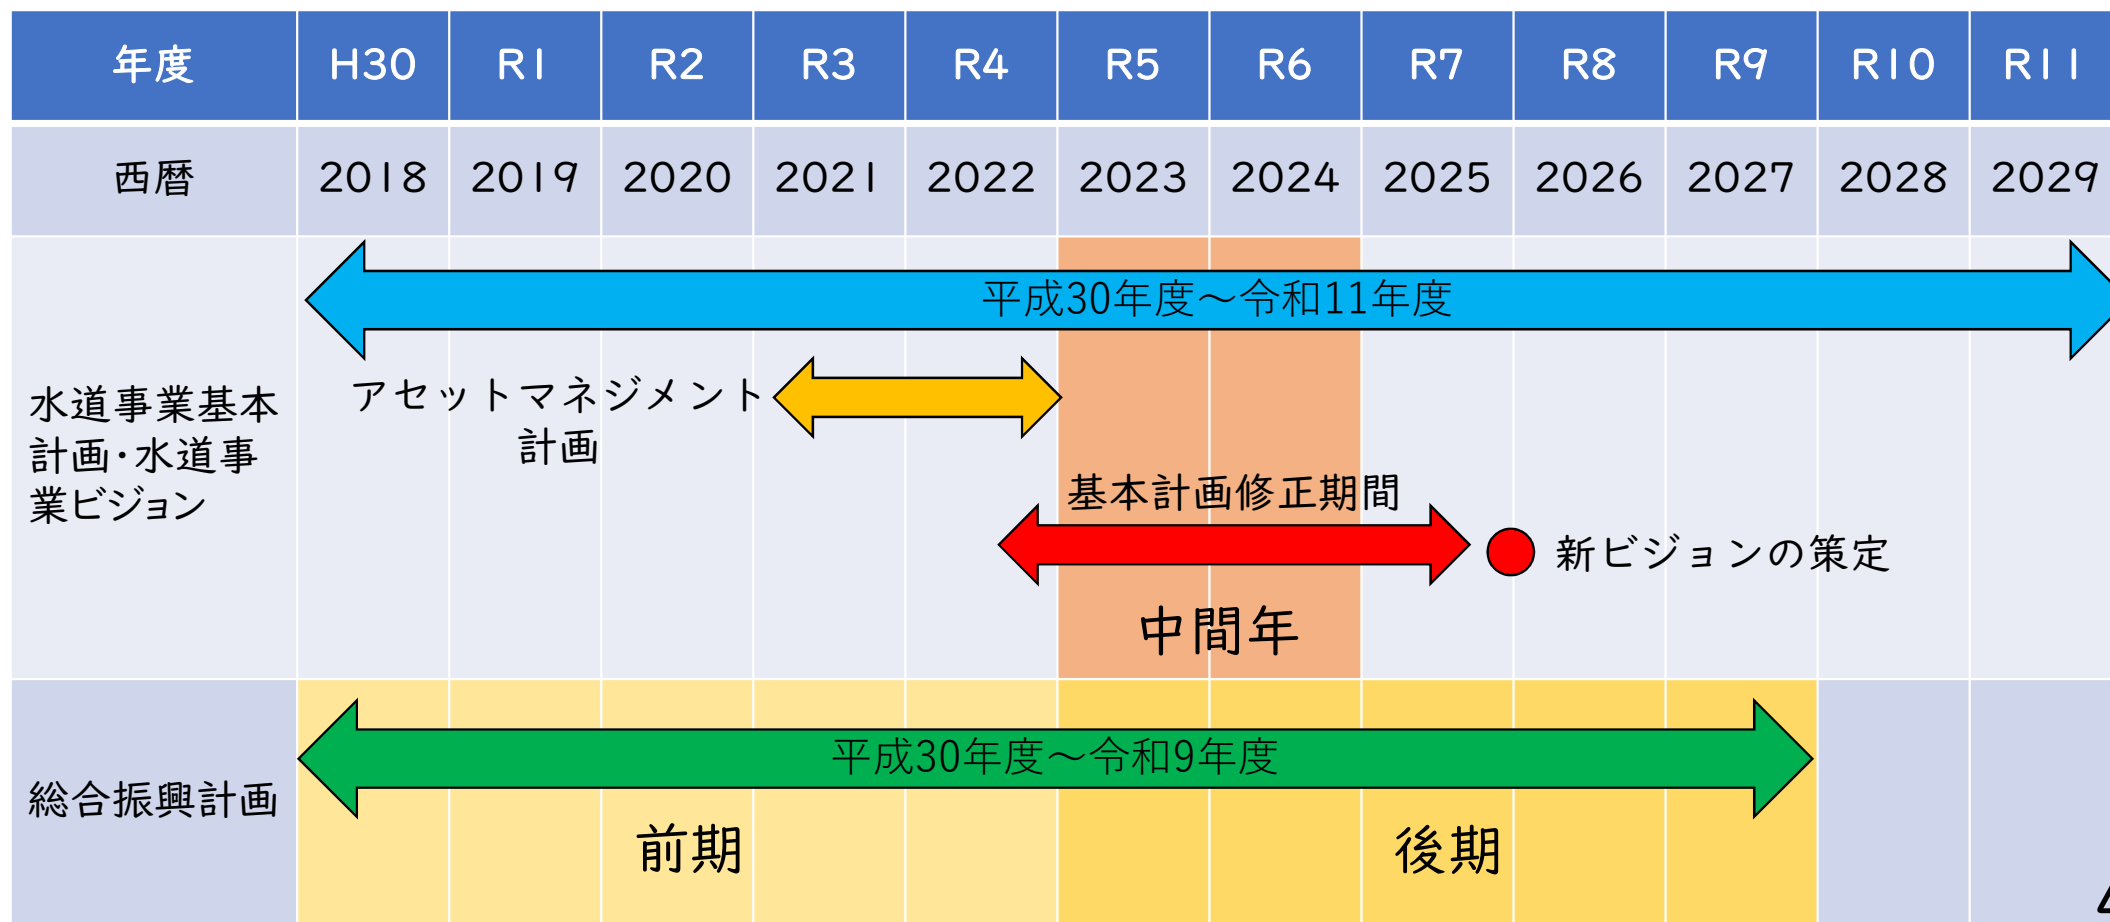 年度 H30 R1 R2 R3 R4 R5 R6 R7 R8 R9 R10 R11
西暦 2018 2019 2020 2021 2022 2023 2024 2025 2026 2027 2028 2029
平成30年度～令和11年度
水道事業基本
計画・水道事
業ビジョン
アセットマネジメント
計画
基本計画修正期間
新ビジョンの策定
中間年
平成30年度～令和9年度
総合振興計画
前期
後期